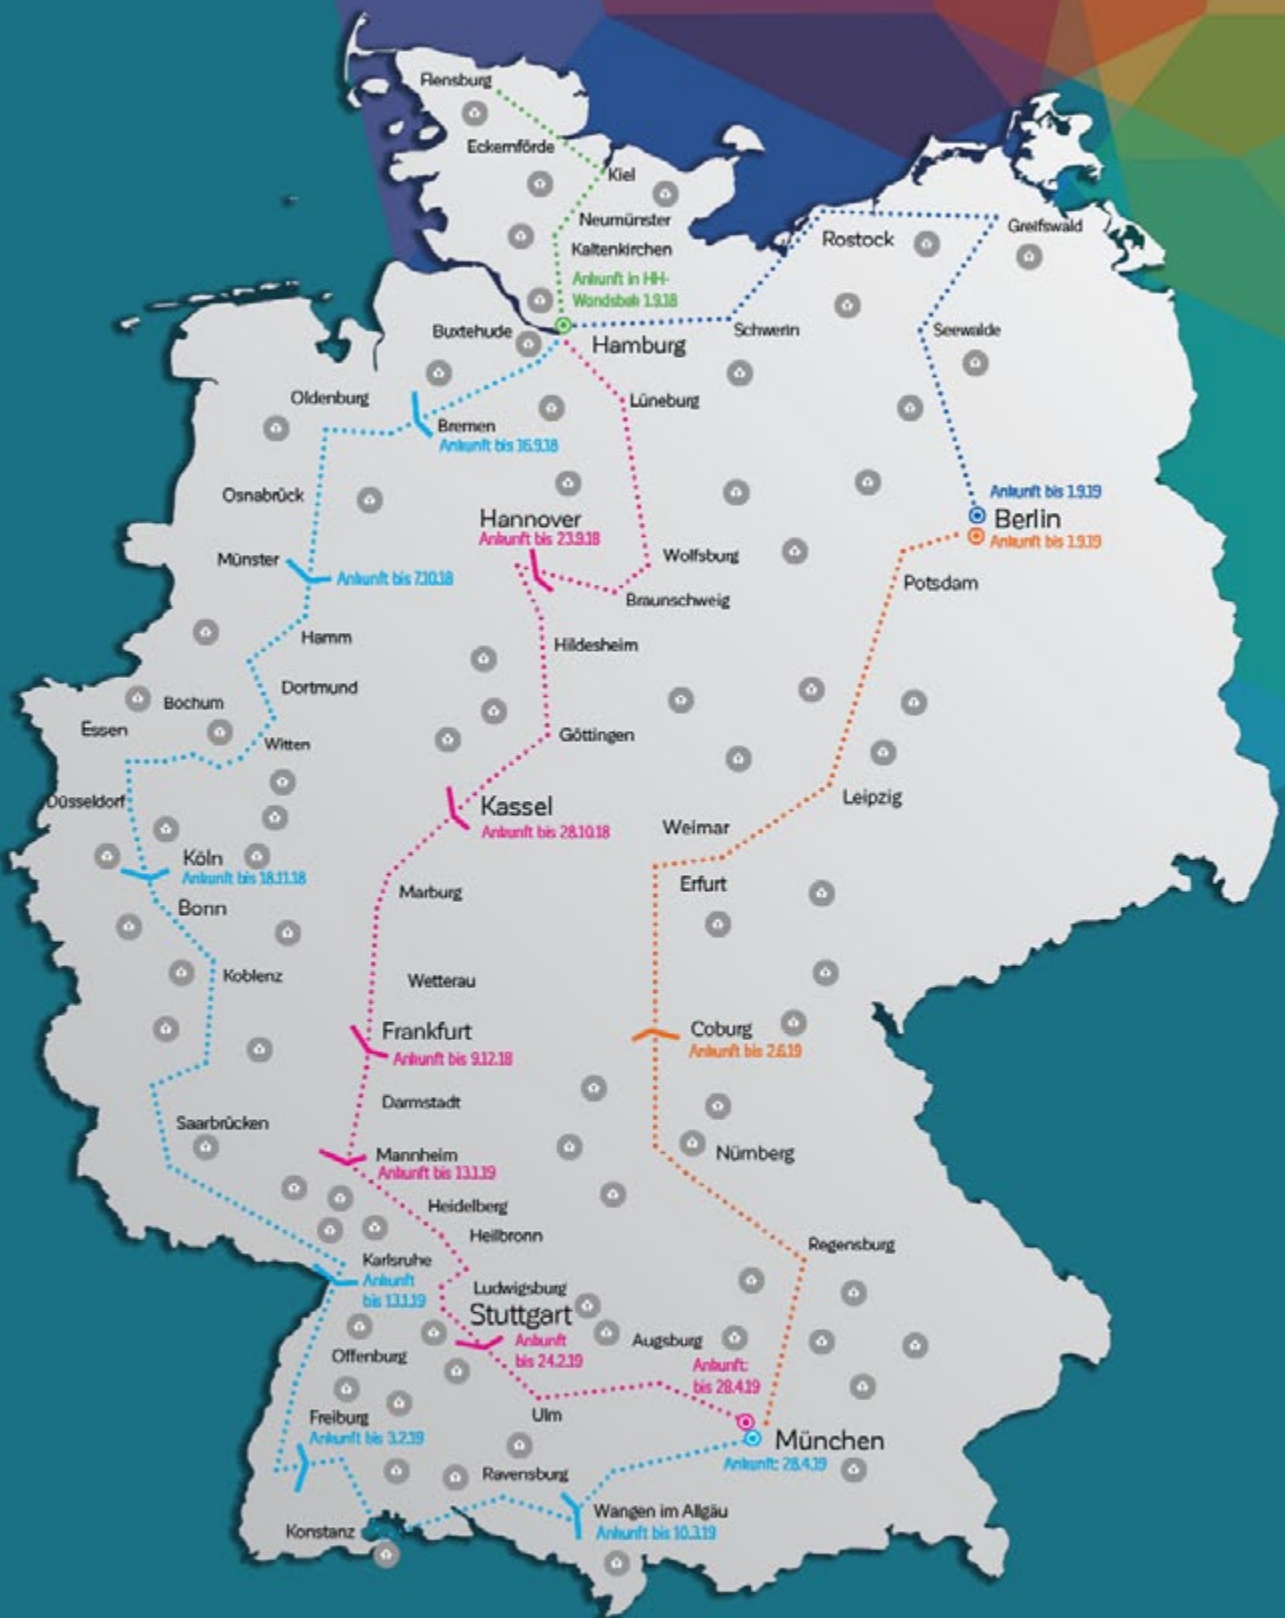 Flensburg
Eckernförde
Kiel
Neumünster
Kaltenkirchen
Ankunft in HH-
Wandsbek 1.9.18
Rostock
Greifswald
Buxtehude
Hamburg
Schwerin
Seewalde
Oldenburg
Lüneburg
Bremen
Ankunft bis 16.9.18
Osnabrück
Hannover
Ankunft bis 23.9.18
Ankunft bis 1.9.19
Berlin
Ankunft bis 1.9.19
Wolfsburg
Münster
Ankunft bis 7.10.18
Potsdam
Braunschweig
Hamm
Hildesheim
Dortmund
Bochum
Essen
Witten
Göttingen
Düsseldorf
Kassel
Ankunft bis 28.10.18
Leipzig
Weimar
Köln
Ankunft bis 18.11.18
Erfurt
Marburg
Bonn
Koblenz
Wetterau
Frankfurt
Ankunft bis 9.12.18
Coburg
Ankunft bis 2.6.19
Darmstadt
Saarbrücken
Mannheim
Ankunft bis 13.1.19
Nürnberg
Heidelberg
Heilbronn
Regensburg
Karlsruhe
Ankunft
bis 13.1.19
Ludwigsburg
Stuttgart
Ankunft
bis 24.2.19
Augsburg
Offenburg
Ankunft:
bis 28.4.19
Freiburg
Ankunft bis 3.2.19
Ulm
München
Ankunft: 28.4.19
Ravensburg
Wangen im Allgäu
Ankunft bis 10.3.19
Konstanz